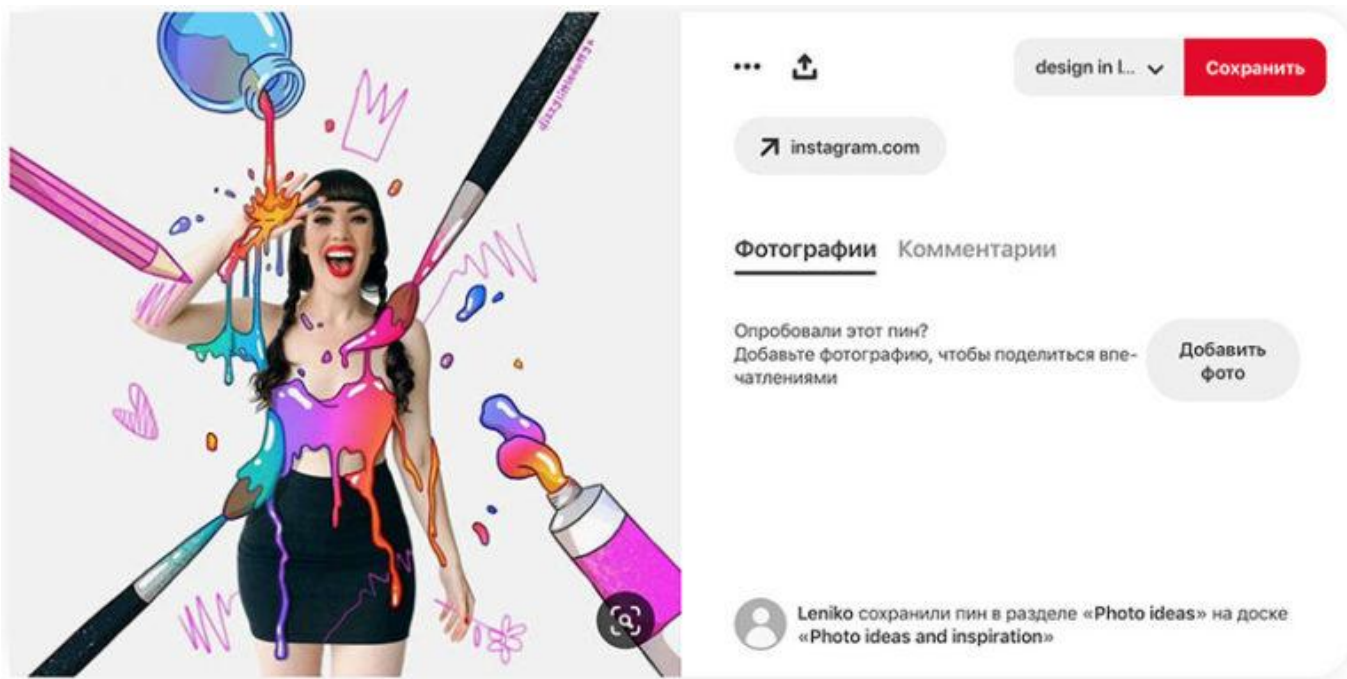 dizzylittledotti3x
design in l...
Сохранить
instagram.com
Фотографии Комментарии
Опробовали этот пин?
Добавьте фотографию, чтобы поделиться впе-
чатлениями
Добавить
фото
Leniko сохранили пин в разделе «Photo ideas» на доске
«Photo ideas and inspiration»